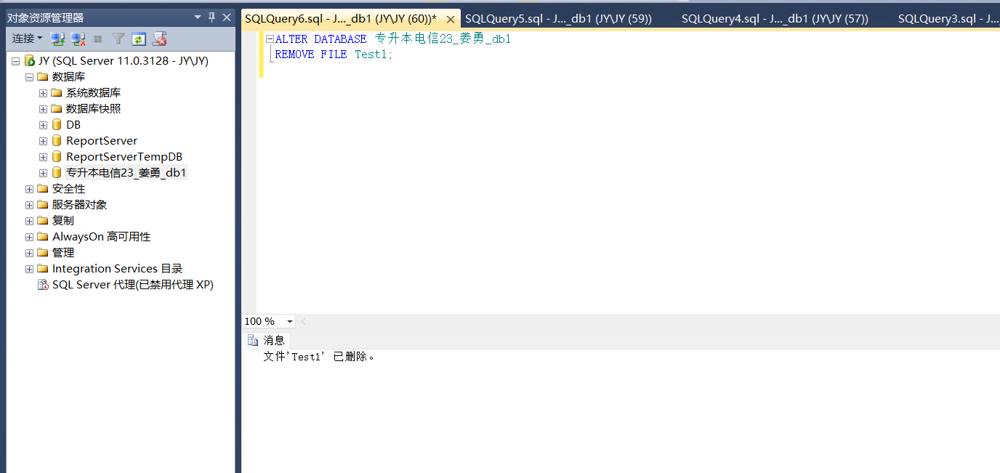 对象资源管理器
连接
JY (SQL Server 11.0.3128 - JY\JY)
数据库
系统数据库
数据库快照
DB
ReportServer
ReportServerTempDB
专升本电信23_姜勇_db1
安全性
服务器对象
复制
AlwaysOn 高可用性
管理
Integration Services 目录
SQL Server 代理(已禁用代理 XP)
SQLQuery6.sql - J..._db1 (JY\JY (60))*
SQLQuery5.sql - J..._db1 (JY\JY (59))
SQLQuery4.sql - J..._db1 (JY\JY (57))
SQLQuery3.sql - J...
ALTER DATABASE 专升本电信23_姜勇_db1
REMOVE FILE Test1;
100 %
消息
文件'Test1' 已删除。